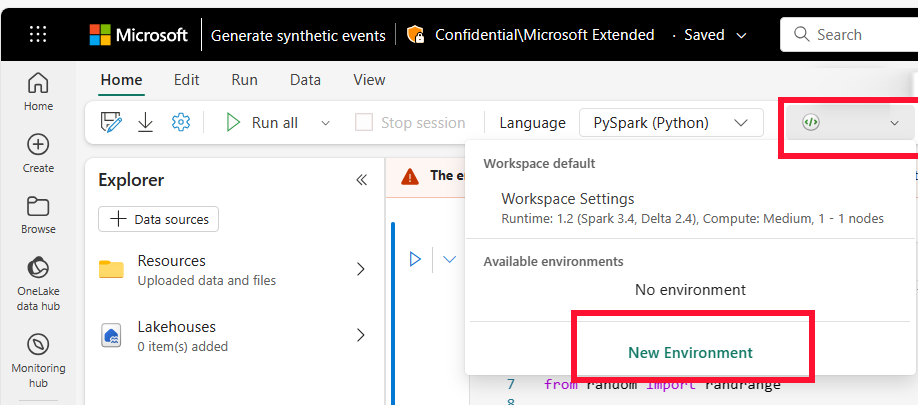 Microsoft Generate synthetic events Confidential\Microsoft Extended · Saved Search
Home Edit Run Data View
Run all Stop session Language PySpark (Python)
Home
Create
Browse
OneLake
data hub
Monitoring
hub
Explorer
Data sources
Resources
Uploaded data and files
Lakehouses
0 item(s) added
The
Workspace default
Workspace Settings
Runtime: 1.2 (Spark 3.4, Delta 2.4), Compute: Medium, 1 - 1 nodes
Available environments
No environment
New Environment
7 from random import randrange
8